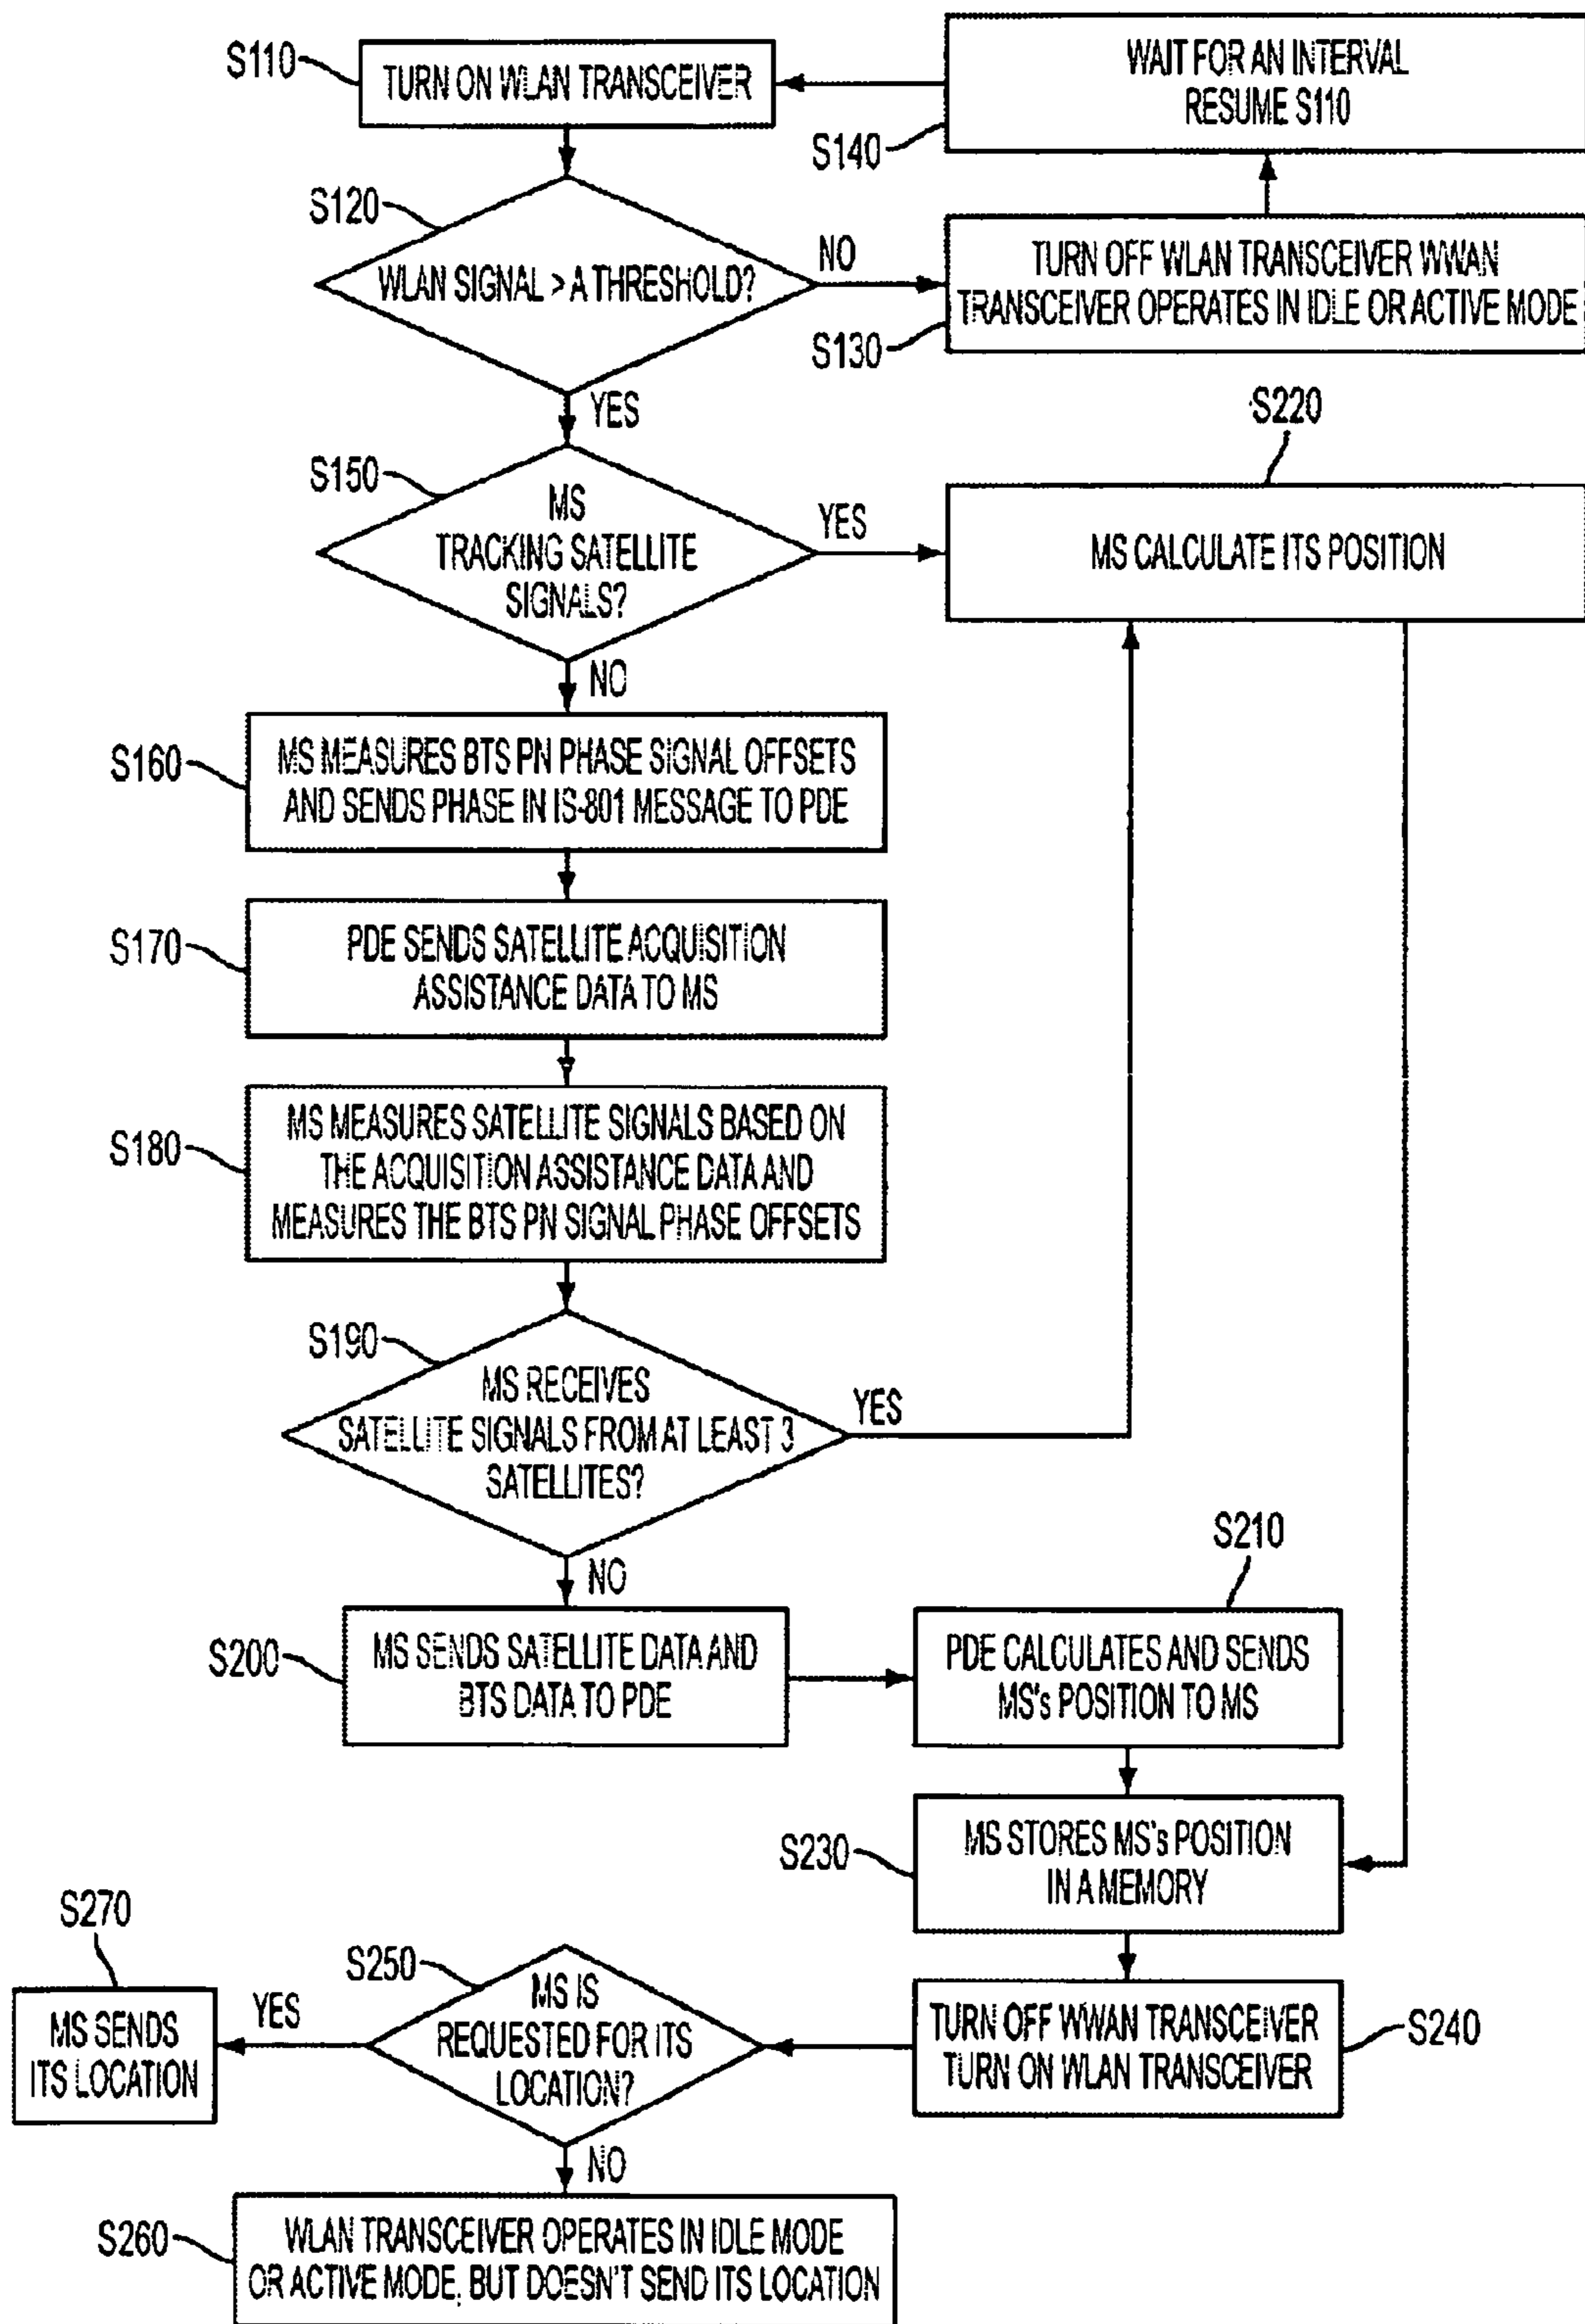 S110
TURN ON WLAN TRANSCEIVER
WAIT FOR AN INTERVAL
RESUME S110
S140
S120
WLAN SIGNAL > A THRESHOLD?
NO
TURN OFF WLAN TRANSCEIVER WWAN
TRANSCEIVER OPERATES IN IDLE OR ACTIVE MODE
S130
YES
S150
MS
TRACKING SATELLITE
SIGNALS?
YES
S220
MS CALCULATE ITS POSITION
NO
S160
MS MEASURES BTS PN PHASE SIGNAL OFFSETS
AND SENDS PHASE IN IS-801 MESSAGE TO PDE
S170
PDE SENDS SATELLITE ACQUISITION
ASSISTANCE DATA TO MS
S180
MS MEASURES SATELLITE SIGNALS BASED ON
THE ACQUISITION ASSISTANCE DATA AND
MEASURES THE BTS PN SIGNAL PHASE OFFSETS
S190
MS RECEIVES
SATELLITE SIGNALS FROM AT LEAST 3
SATELLITES?
YES
NO
S200
MS SENDS SATELLITE DATA AND
BTS DATA TO PDE
S210
PDE CALCULATES AND SENDS
MS's POSITION TO MS
S230
MS STORES MS's POSITION
IN A MEMORY
S240
TURN OFF WWAN TRANSCEIVER
TURN ON WLAN TRANSCEIVER
S250
MS IS
REQUESTED FOR ITS
LOCATION?
YES
S270
MS SENDS
ITS LOCATION
NO
S260
WLAN TRANSCEIVER OPERATES IN IDLE MODE
OR ACTIVE MODE, BUT DOESN'T SEND ITS LOCATION